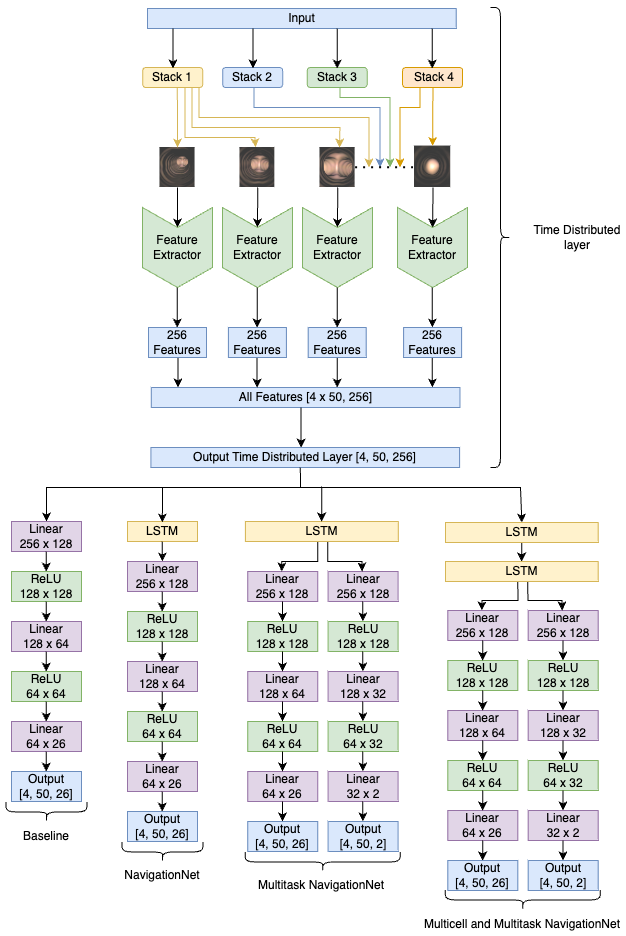 Input
Stack 1
Stack 2
Stack 3
Stack 4
Feature
Extractor
Feature
Extractor
Feature
Extractor
Feature
Extractor
Time Distributed
layer
256
Features
256
Features
256
Features
256
Features
All Features [4 x 50, 256]
Output Time Distributed Layer [4, 50, 256]
Linear
256 x 128
ReLU
128 x 128
Linear
128 x 64
ReLU
64 x 64
Linear
64 x 26
Output
[4, 50, 26]
Baseline
LSTM
Linear
256 x 128
ReLU
128 x 128
Linear
128 x 64
ReLU
64 x 64
Linear
64 x 26
Output
[4, 50, 26]
NavigationNet
LSTM
Linear
256 x 128
ReLU
128 x 128
Linear
128 x 64
ReLU
64 x 64
Linear
64 x 26
Output
[4, 50, 26]
Linear
256 x 128
ReLU
128 x 128
Linear
128 x 32
ReLU
64 x 32
Linear
32 x 2
Output
[4, 50, 2]
Multitask NavigationNet
LSTM
LSTM
Linear
256 x 128
ReLU
128 x 128
Linear
128 x 64
ReLU
64 x 64
Linear
64 x 26
Output
[4, 50, 26]
Linear
256 x 128
ReLU
128 x 128
Linear
128 x 32
ReLU
64 x 32
Linear
32 x 2
Output
[4, 50, 2]
Multicell and Multitask NavigationNet